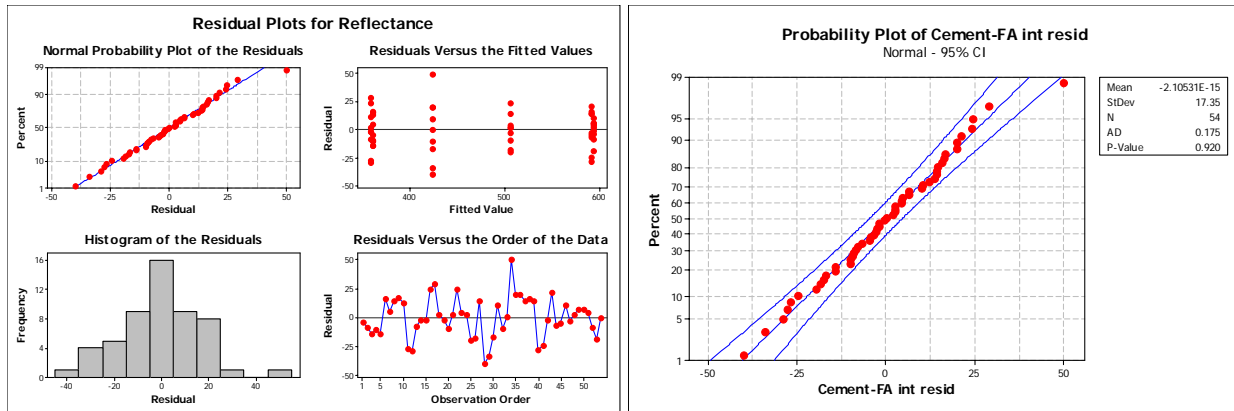 Residual Plots for Reflectance
Normal Probability Plot of the Residuals
99
90
50
10
1
Percent
-50
-25
0
25
50
Residual
Residuals Versus the Fitted Values
50
25
0
-25
-50
Residual
400
500
600
Fitted Value
Histogram of the Residuals
16
12
8
4
0
Frequency
-40
-20
0
20
40
Residual
Residuals Versus the Order of the Data
50
25
0
-25
-50
Residual
1
5
10
15
20
25
30
35
40
45
50
Observation Order
Probability Plot of Cement-FA int resid
Normal - 95% CI
99
95
90
80
70
60
50
40
30
20
10
5
1
Percent
-50
-25
0
25
50
Cement-FA int resid
Mean -2.10531E-15
StDev 17.35
N 54
AD 0.175
P-Value 0.920